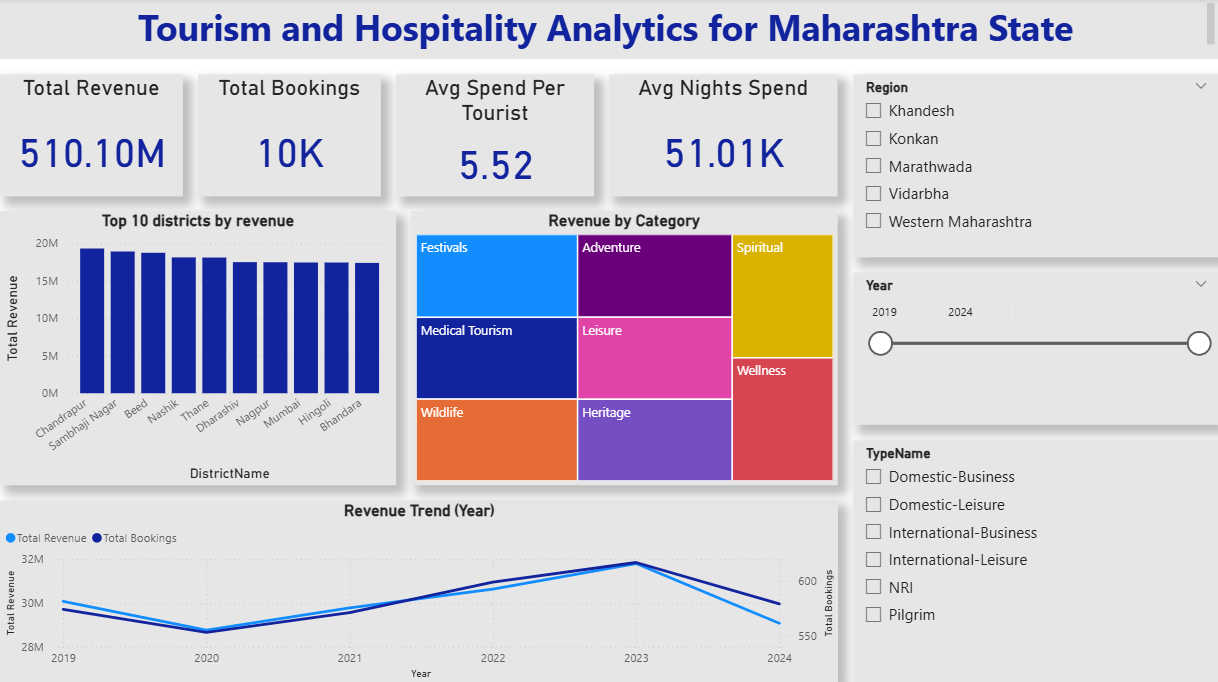 Tourism and Hospitality Analytics for Maharashtra State
Total Revenue
510.10M
Total Bookings
10K
Avg Spend Per
Tourist
5.52
Avg Nights Spend
51.01K
Region
Khandesh
Konkan
Marathwada
Vidarbha
Western Maharashtra
Top 10 districts by revenue
Total Revenue
20M
15M
10M
5M
0M
Chandrapur
Sambhaji Nagar
Beed
Nashik
Thane
Dharashiv
Nagpur
Mumbai
Hingoli
Bhandara
DistrictName
Revenue by Category
Festivals
Adventure
Spiritual
Medical Tourism
Leisure
Wellness
Wildlife
Heritage
Year
2019 2024
TypeName
Domestic-Business
Domestic-Leisure
International-Business
International-Leisure
NRI
Pilgrim
Revenue Trend (Year)
Total Revenue Total Bookings
Total Revenue
32M
30M
28M
600
550
Total Bookings
2019 2020 2021 2022 2023 2024
Year